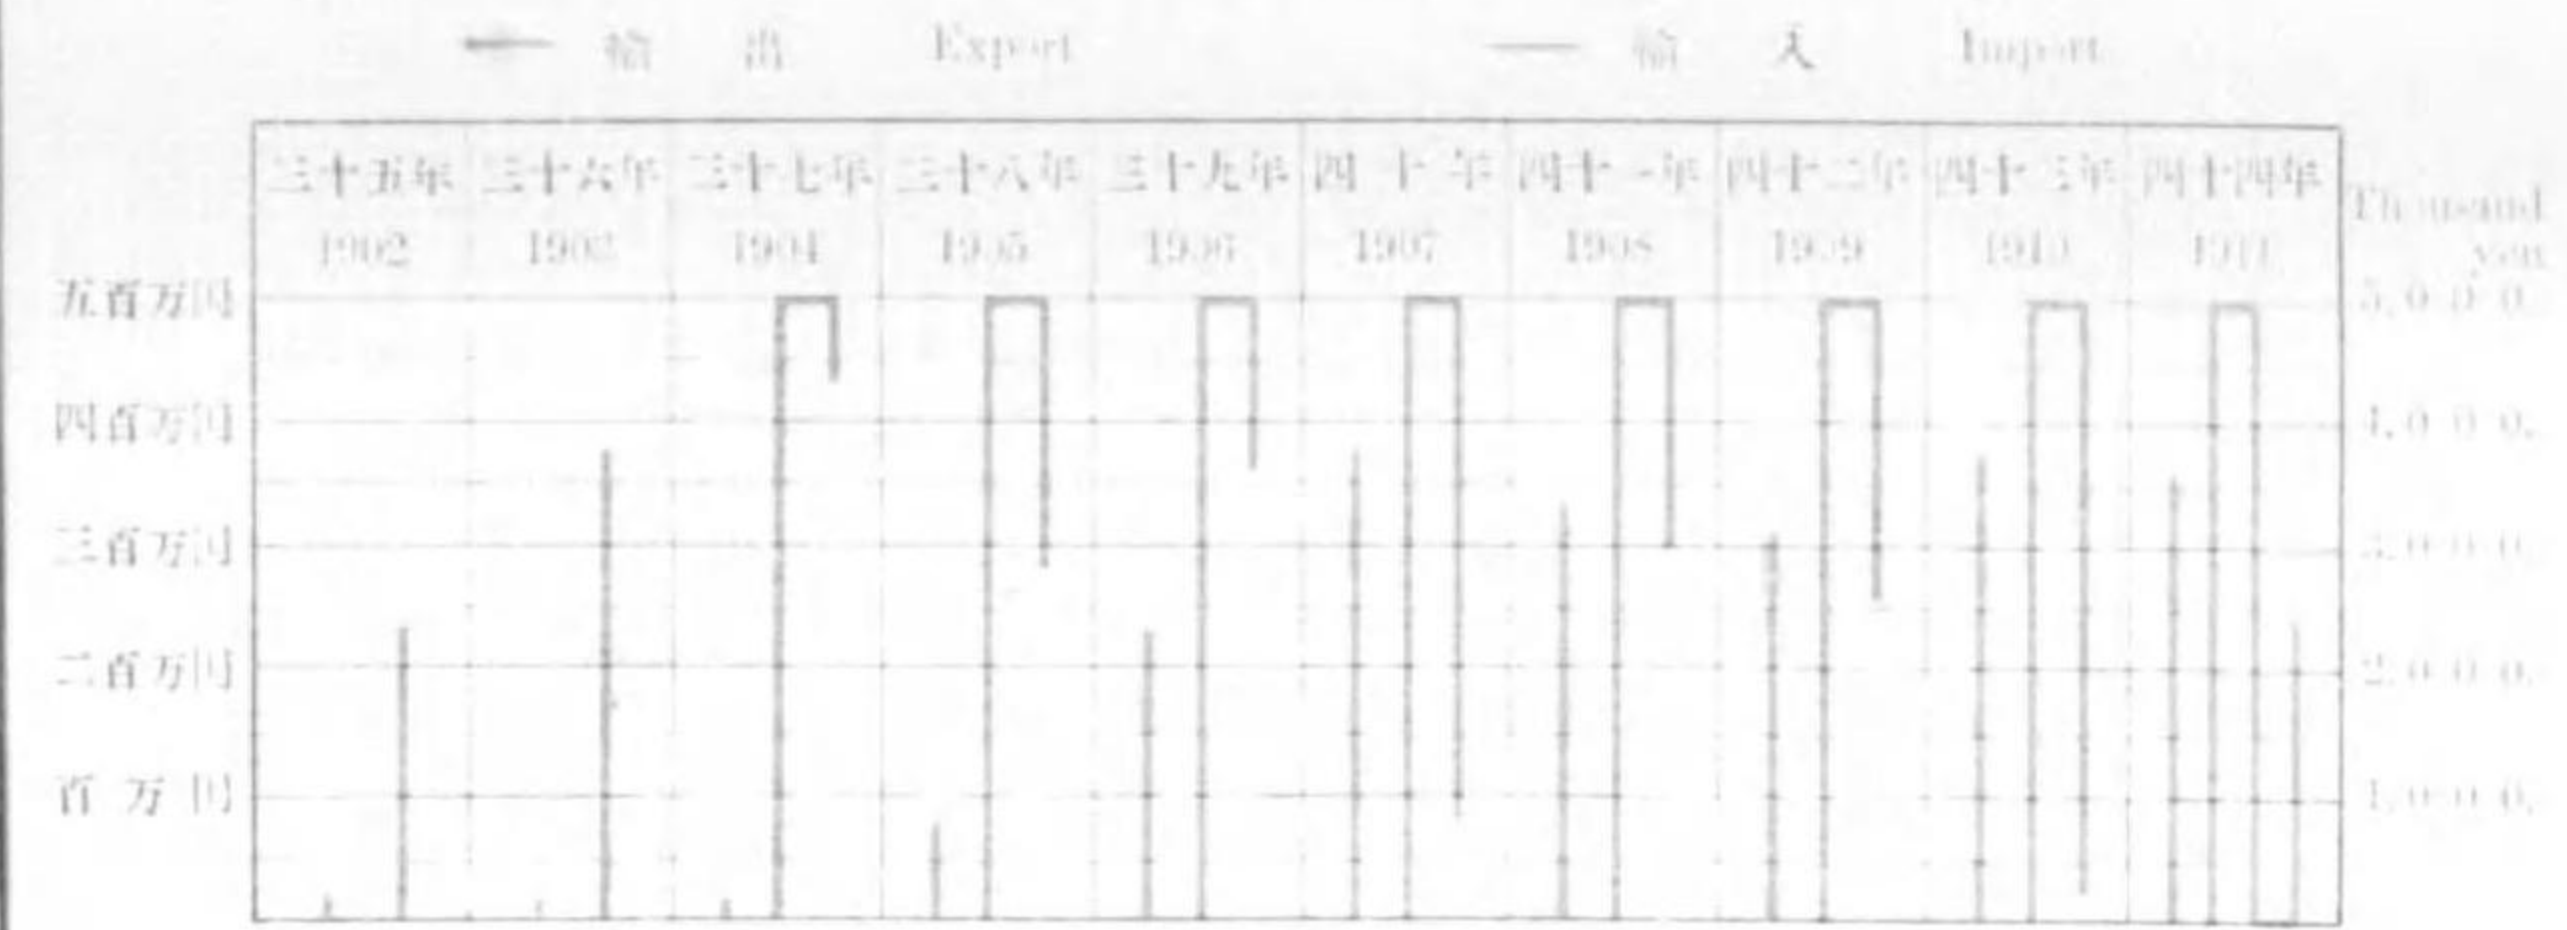 輸出 Export 輸入 Import
三十五年 三十六年 三十七年 三十八年 三十九年 四十年 四十一年 四十二年 四十三年 四十四年
1902 1903 1904 1905 1906 1907 1908 1909 1910 1911
Thousand
yen
五百万円 5,000.
四百万円 4,000.
三百万円 3,000.
二百万円 2,000.
百万円 1,000.